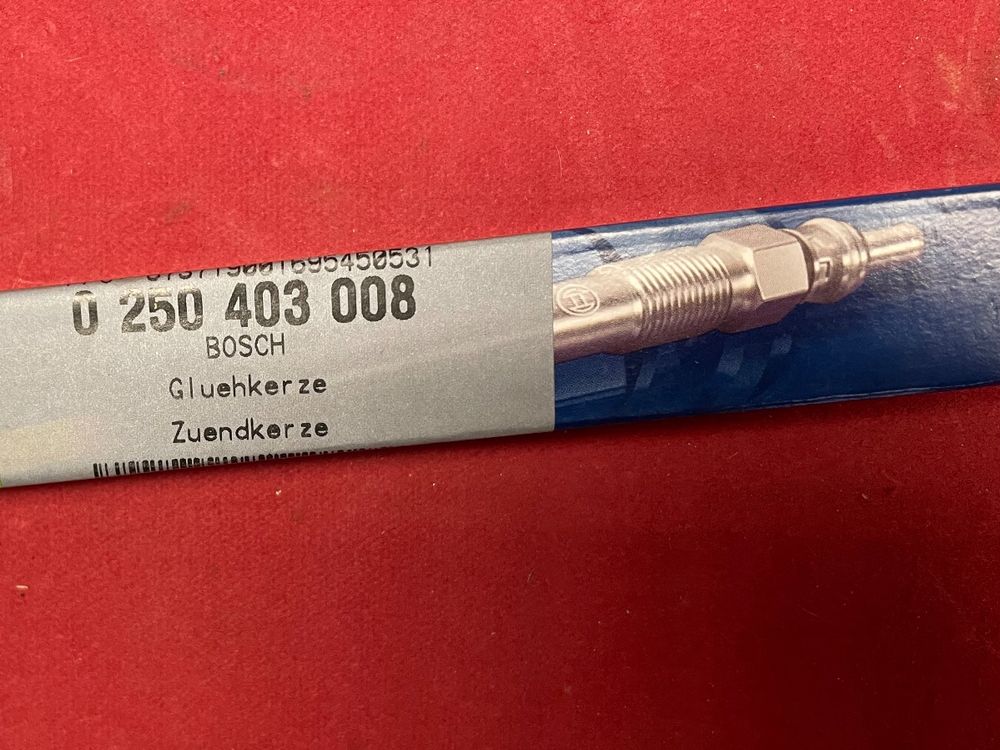 0 250 403 008
BOSCH
Gluehkerze
Zuendkerze